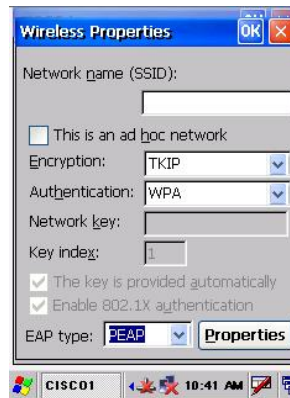 Wireless Properties OK
Network name (SSID):
This is an ad hoc network
Encryption: TKIP
Authentication: WPA
Network key:
Key index: 1
The key is provided automatically
Enable 802.1X authentication
EAP type: PEAP Properties
CISCO1 10:41 AM